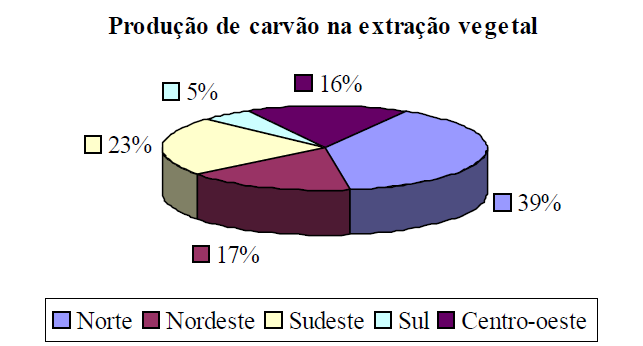 Produção de carvão na extração vegetal
16%
5%
23%
39%
17%
Norte Nordeste Sudeste Sul Centro-oeste